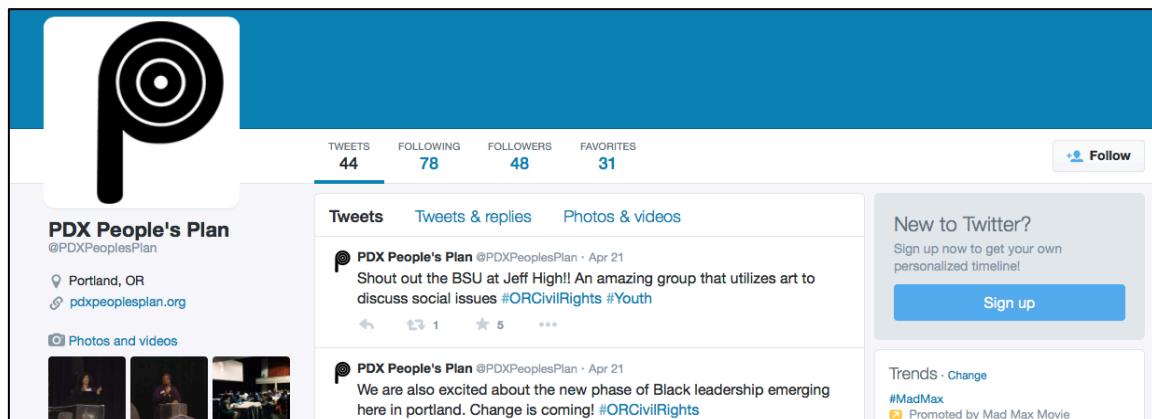 TWEETS FOLLOWING FOLLOWERS FAVORITES
44 78 48 31
Follow
PDX People's Plan
@PDXPeoplesPlan
Portland, OR
pdxpeoplesplan.org
Photos and videos
Tweets Tweets & replies Photos & videos
PDX People's Plan @PDXPeoplesPlan · Apr 21
Shout out the BSU at Jeff High!! An amazing group that utilizes art to
discuss social issues #ORCivilRights #Youth
1 5
PDX People's Plan @PDXPeoplesPlan · Apr 21
We are also excited about the new phase of Black leadership emerging
here in portland. Change is coming! #ORCivilRights
New to Twitter?
Sign up now to get your own
personalized timeline!
Sign up
Trends · Change
#MadMax
Promoted by Mad Max Movie